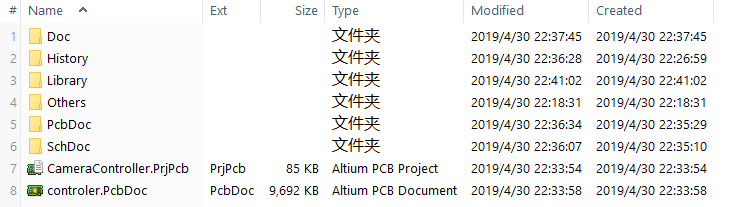 # Name Ext Size Type Modified Created
1 Doc 文件夹 2019/4/30 22:37:45 2019/4/30 22:37:45
2 History 文件夹 2019/4/30 22:36:28 2019/4/30 22:26:59
3 Library 文件夹 2019/4/30 22:41:02 2019/4/30 22:41:02
4 Others 文件夹 2019/4/30 22:18:31 2019/4/30 22:18:31
5 PcbDoc 文件夹 2019/4/30 22:36:34 2019/4/30 22:35:29
6 SchDoc 文件夹 2019/4/30 22:36:07 2019/4/30 22:35:10
7 CameraController.PrjPcb PrjPcb 85 KB Altium PCB Project 2019/4/30 22:33:54 2019/4/30 22:33:54
8 controler.PcbDoc PcbDoc 9,692 KB Altium PCB Document 2019/4/30 22:33:58 2019/4/30 22:33:58